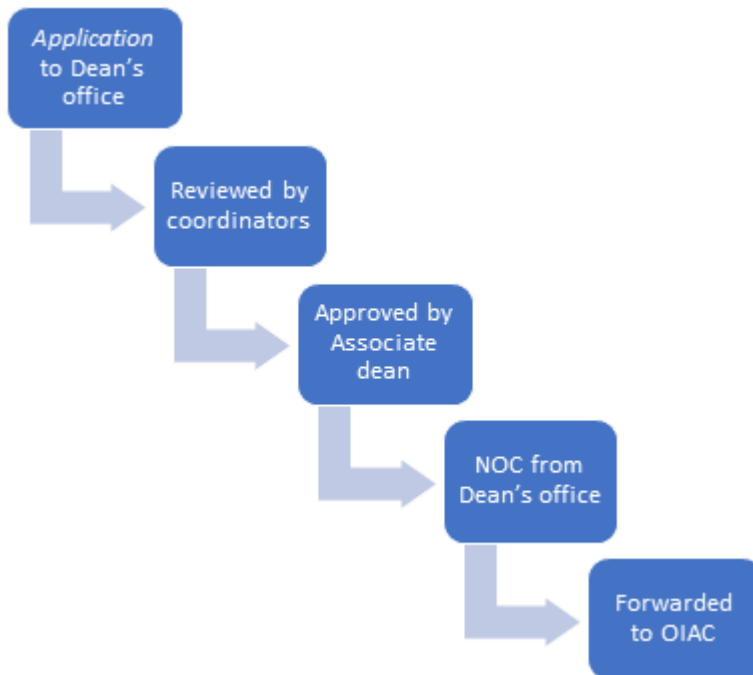 Application
to Dean's
office
Reviewed by
coordinators
Approved by
Associate
dean
NOC from
Dean's office
Forwarded
to OIAC